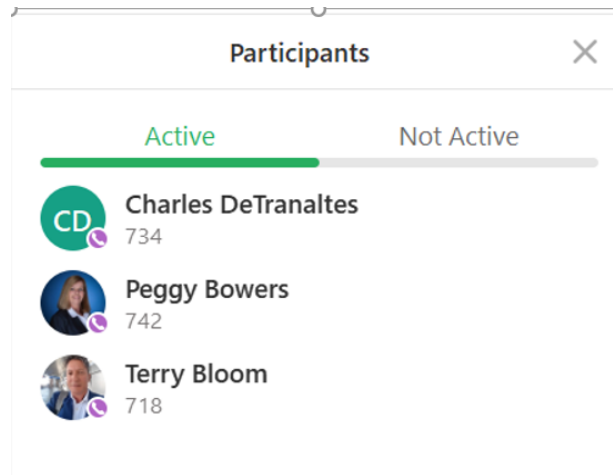 Participants
Active Not Active
CD
Charles DeTranaltes
734
Peggy Bowers
742
Terry Bloom
718